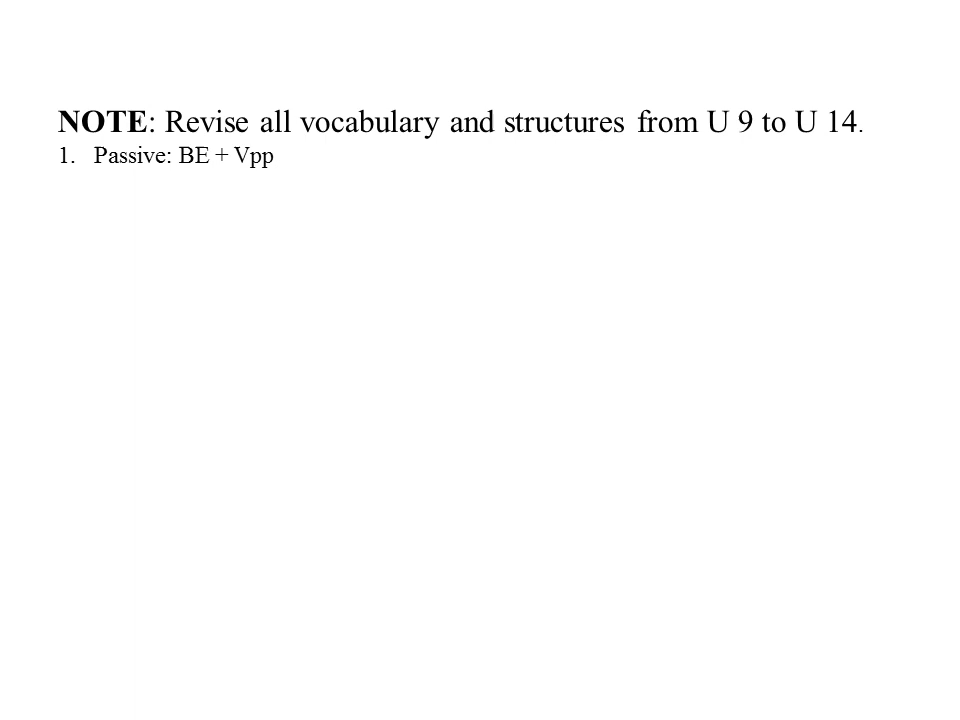 NOTE: Revise all vocabulary and structures from U 9 to U 14.
1. Passive: BE + Vpp